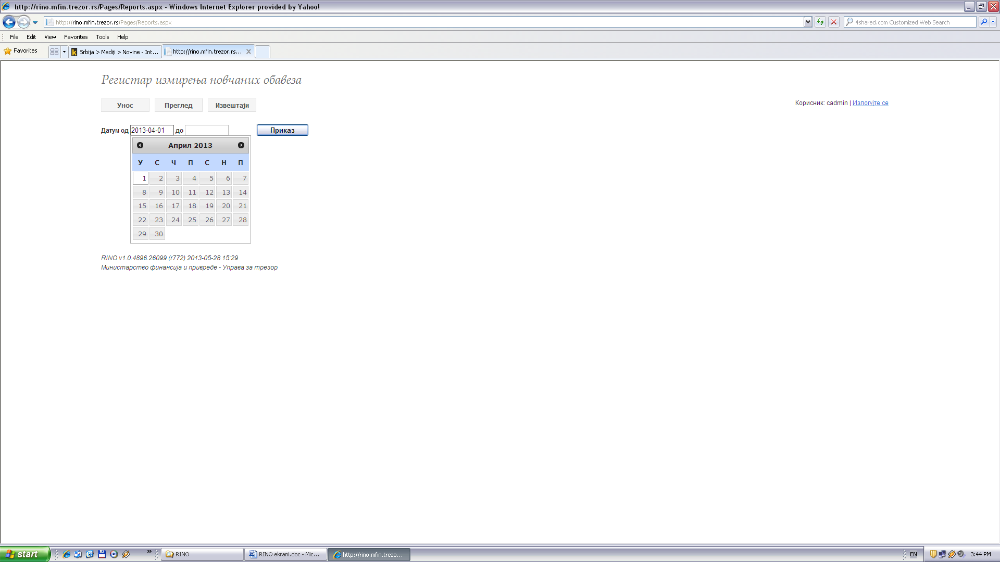 http://rino.mfin.trezor.rs/Pages/Reports.aspx - Windows Internet Explorer provided by Yahoo!
http://rino.mfin.trezor.rs/Pages/Reports.aspx
4shared.com Customized Web Search
File Edit View Favorites Tools Help
Favorites
Srbija > Mediji > Novine - Int...
http://rino.mfin.trezor.rs...
Регистар измирења новчаних обавеза
Унос Преглед Извештаји
Корисник: cadmin | Излогујте се
Датум од 2013-04-01 до Приказ
Април 2013
У С Ч П С Н П
1 2 3 4 5 6 7
8 9 10 11 12 13 14
15 16 17 18 19 20 21
22 23 24 25 26 27 28
29 30
RINO v1.0.4896.26099 (r772) 2013-05-28 15:29
Министарство финансија и привреде - Управа за трезор
start
»
RINO
RINO ekrani.doc - Mic...
http://rino.mfin.trezo...
EN
3:44 PM